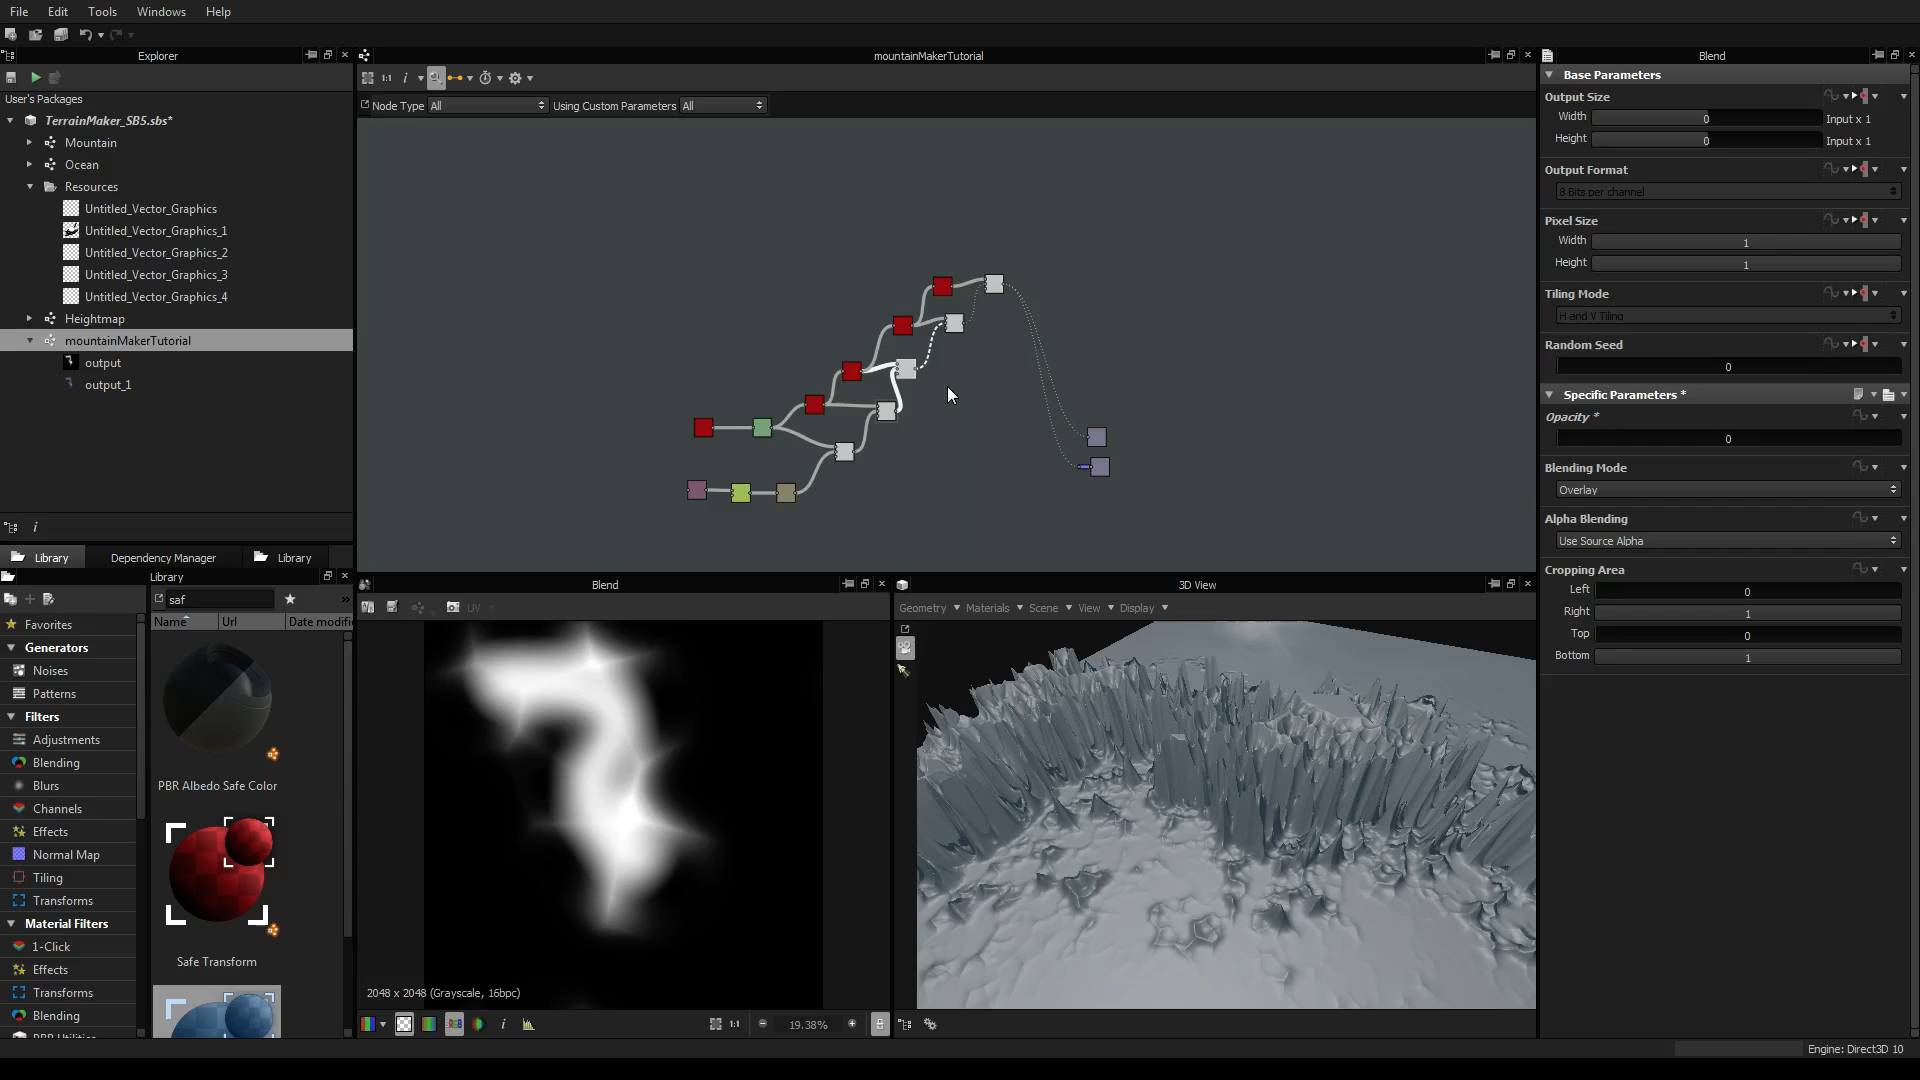 File Edit Tools Windows Help
Explorer
mountainMakerTutorial
Blend
User's Packages
TerrainMaker_SB5.sbs*
Mountain
Ocean
Resources
Untitled_Vector_Graphics
Untitled_Vector_Graphics_1
Untitled_Vector_Graphics_2
Untitled_Vector_Graphics_3
Untitled_Vector_Graphics_4
Heightmap
mountainMakerTutorial
output
output_1
1:1
Node Type All Using Custom Parameters All
Base Parameters
Output Size
Width 0 Input x 1
Height 0 Input x 1
Output Format
8 Bits per channel
Pixel Size
Width 1
Height 1
Tiling Mode
H and V Tiling
Random Seed
0
Specific Parameters *
Opacity *
0
Blending Mode
Overlay
Alpha Blending
Use Source Alpha
Cropping Area
Left 0
Right 1
Top 0
Bottom 1
Library Dependency Manager Library
Library
saf
Name Url Date modifi
Favorites
Generators
Noises
Patterns
Filters
Adjustments
Blending
Blurs
Channels
Effects
Normal Map
Tiling
Transforms
Material Filters
1-Click
Effects
Transforms
Blending
PBR Utilities
PBR Albedo Safe Color
Safe Transform
Blend
UV
2048 x 2048 (Grayscale, 16bpc)
1:1 19.38%
3D View
Geometry Materials Scene View Display
Engine: Direct3D 10